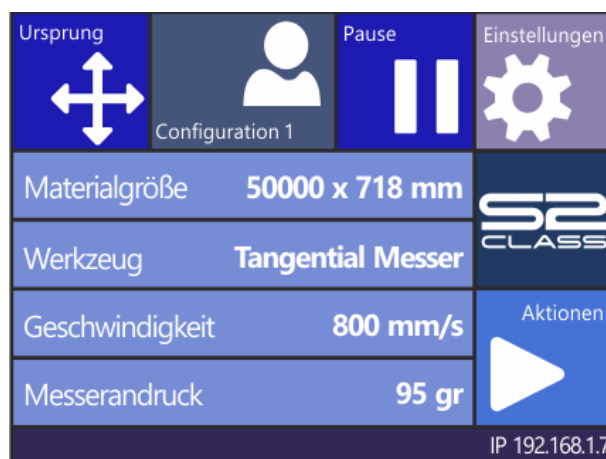 Ursprung
Configuration 1
Pause
Einstellungen
Materialgröße 50000 x 718 mm
S2
CLASS
Werkzeug Tangential Messer
Geschwindigkeit 800 mm/s
Aktionen
Messerandruck 95 gr
IP 192.168.1.7